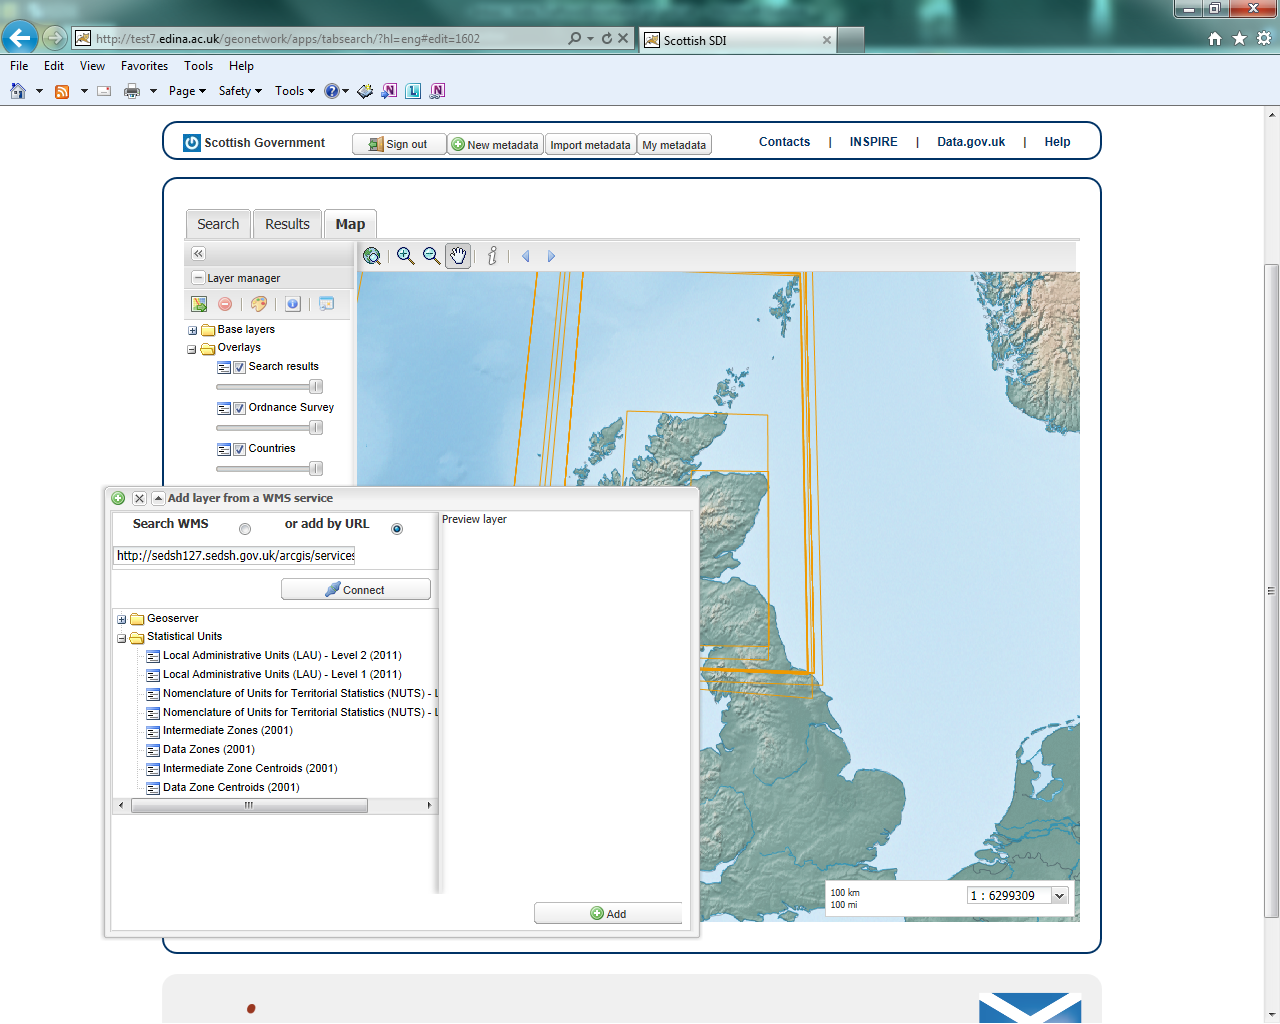 http://test7.edina.ac.uk/geonetwork/apps/tabsearch/?hl=eng#edit=1602
Scottish SDI
File Edit View Favorites Tools Help
Page Safety Tools
Scottish Government
Sign out
New metadata
Import metadata
My metadata
Contacts | INSPIRE | Data.gov.uk | Help
Search
Results
Map
Layer manager
Base layers
Overlays
Search results
Ordnance Survey
Countries
Add layer from a WMS service
Search WMS
or add by URL
http://sedsh127.sedsh.gov.uk/arcgis/services
Connect
Geoserver
Statistical Units
Local Administrative Units (LAU) - Level 2 (2011)
Local Administrative Units (LAU) - Level 1 (2011)
Nomenclature of Units for Territorial Statistics (NUTS) - L
Nomenclature of Units for Territorial Statistics (NUTS) - L
Intermediate Zones (2001)
Data Zones (2001)
Intermediate Zone Centroids (2001)
Data Zone Centroids (2001)
Preview layer
Add
100 km
100 mi
1 : 6299309